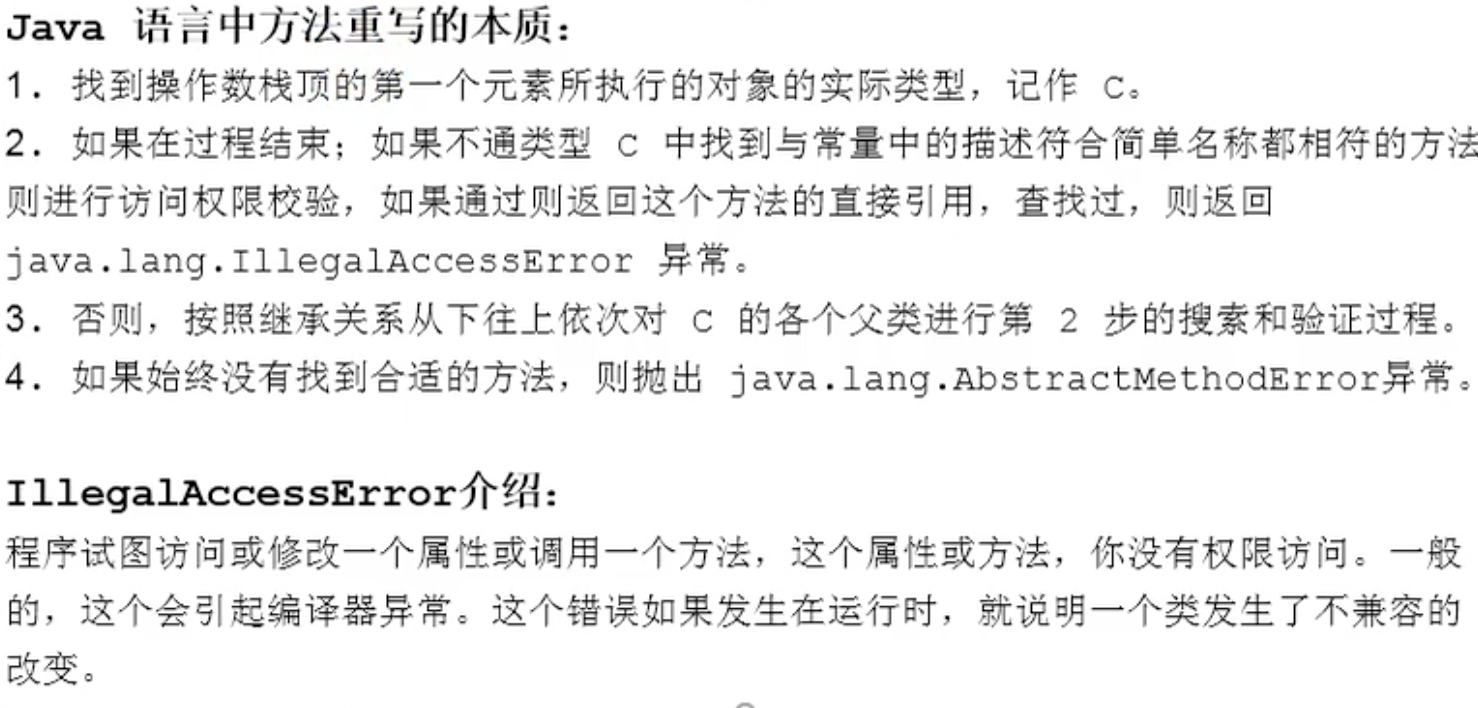 Java 语言中方法重写的本质：
1. 找到操作数栈顶的第一个元素所执行的对象的实际类型，记作 C。
2. 如果在过程结束；如果不通类型 C 中找到与常量中的描述符合简单名称都相符的方法
则进行访问权限校验，如果通过则返回这个方法的直接引用，查找过，则返回
java.lang.IllegalAccessError 异常。
3. 否则，按照继承关系从下往上依次对 C 的各个父类进行第 2 步的搜索和验证过程。
4. 如果始终没有找到合适的方法，则抛出 java.lang.AbstractMethodError异常。
IllegalAccessError介绍：
程序试图访问或修改一个属性或调用一个方法，这个属性或方法，你没有权限访问。一般
的，这个会引起编译器异常。这个错误如果发生在运行时，就说明一个类发生了不兼容的
改变。